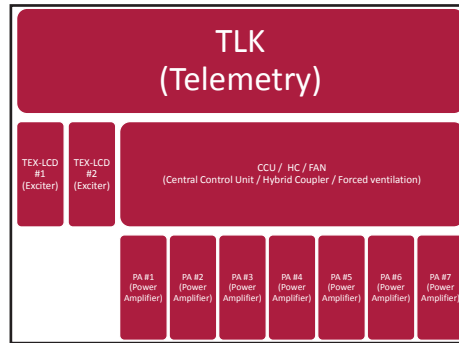 TLK
(Telemetry)
TEX-LCD
#1
(Exciter)
TEX-LCD
#2
(Exciter)
CCU / HC / FAN
(Central Control Unit / Hybrid Coupler / Forced ventilation)
PA #1
(Power
Amplifier)
PA #2
(Power
Amplifier)
PA #3
(Power
Amplifier)
PA #4
(Power
Amplifier)
PA #5
(Power
Amplifier)
PA #6
(Power
Amplifier)
PA #7
(Power
Amplifier)